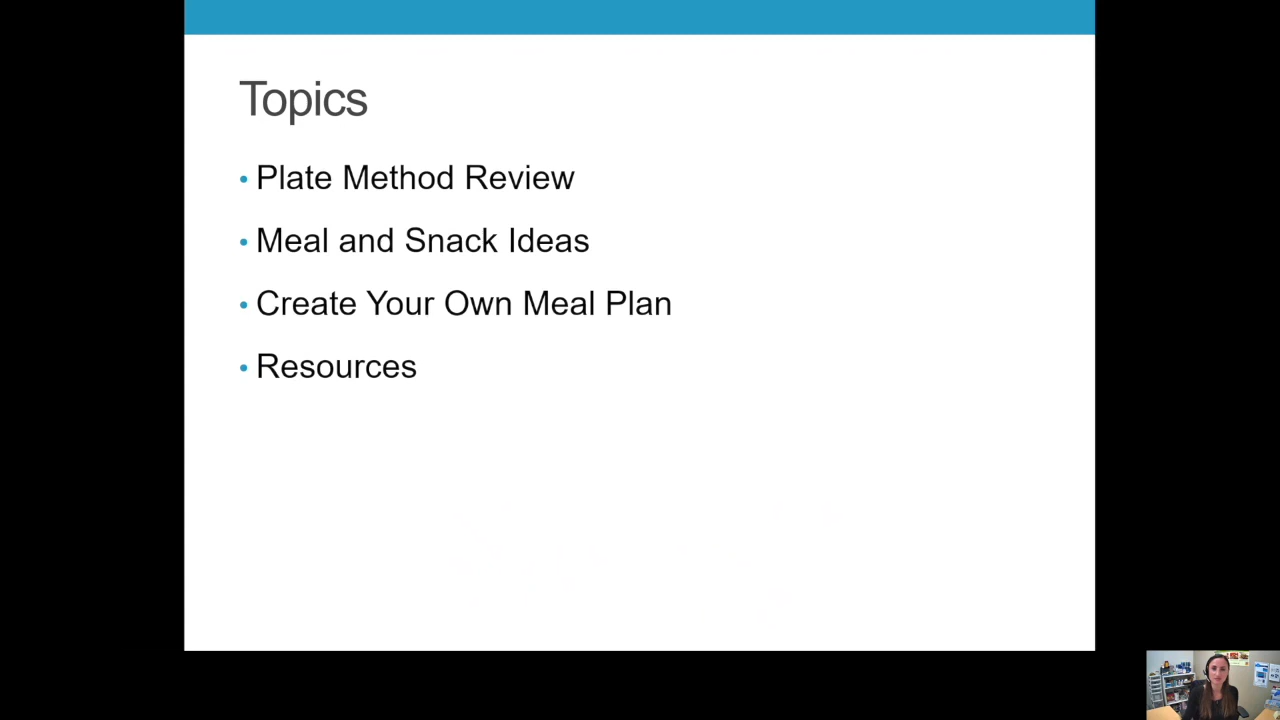 Topics
• Plate Method Review
• Meal and Snack Ideas
• Create Your Own Meal Plan
• Resources